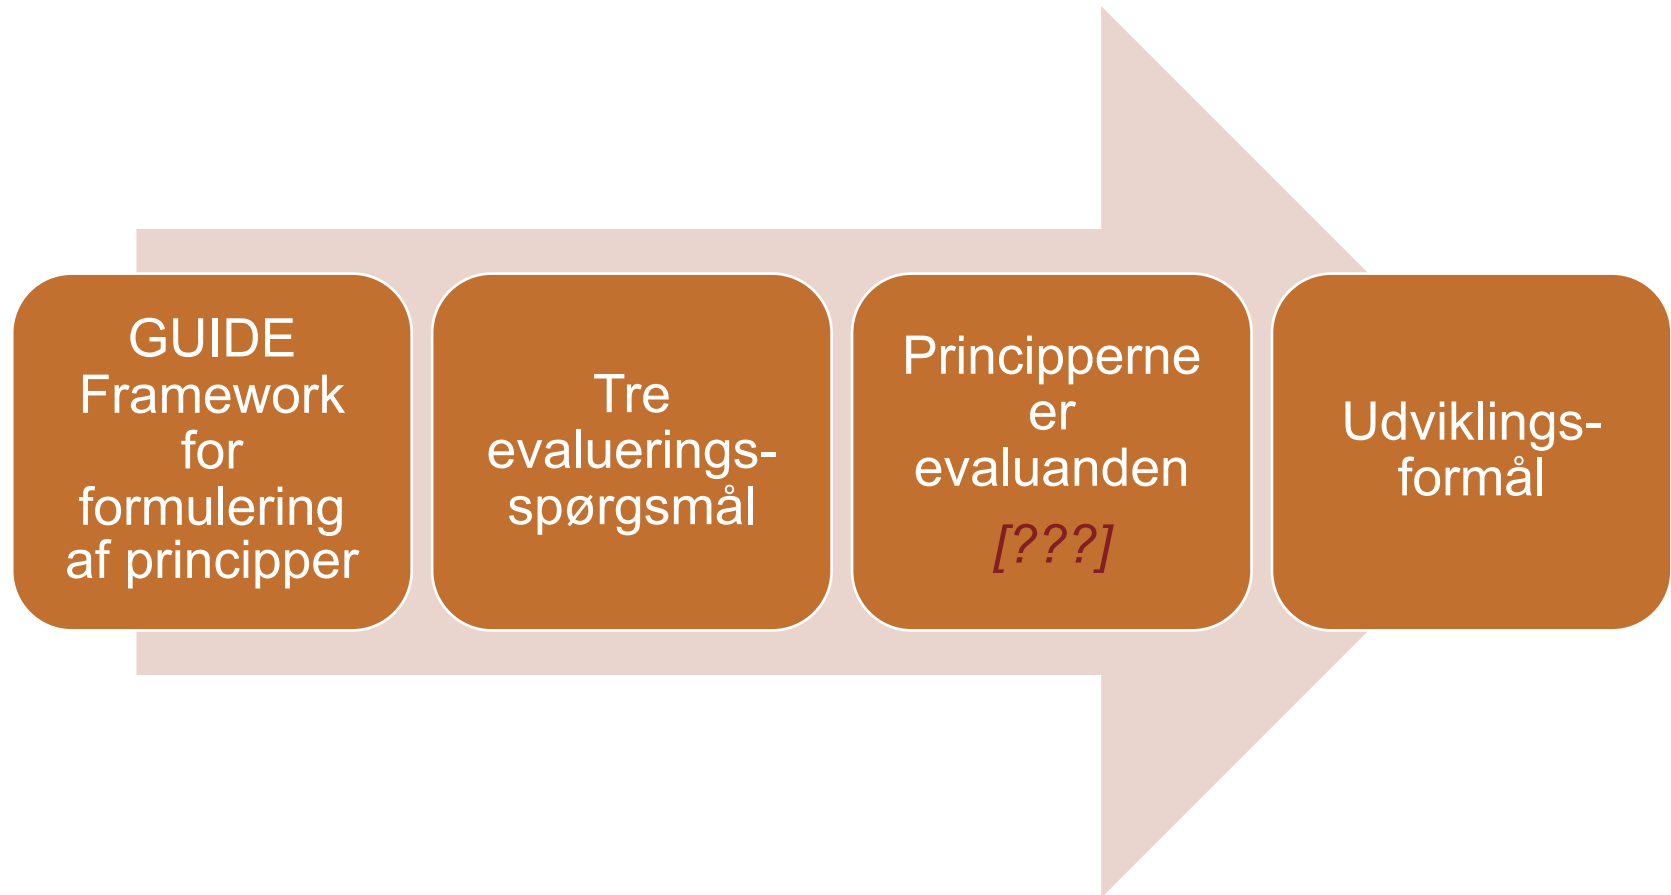 GUIDE
Framework
for
formulering
af principper
Tre
evaluerings-
spørgsmål
Principperne
er
evaluanden
[???]
Udviklings-
formål